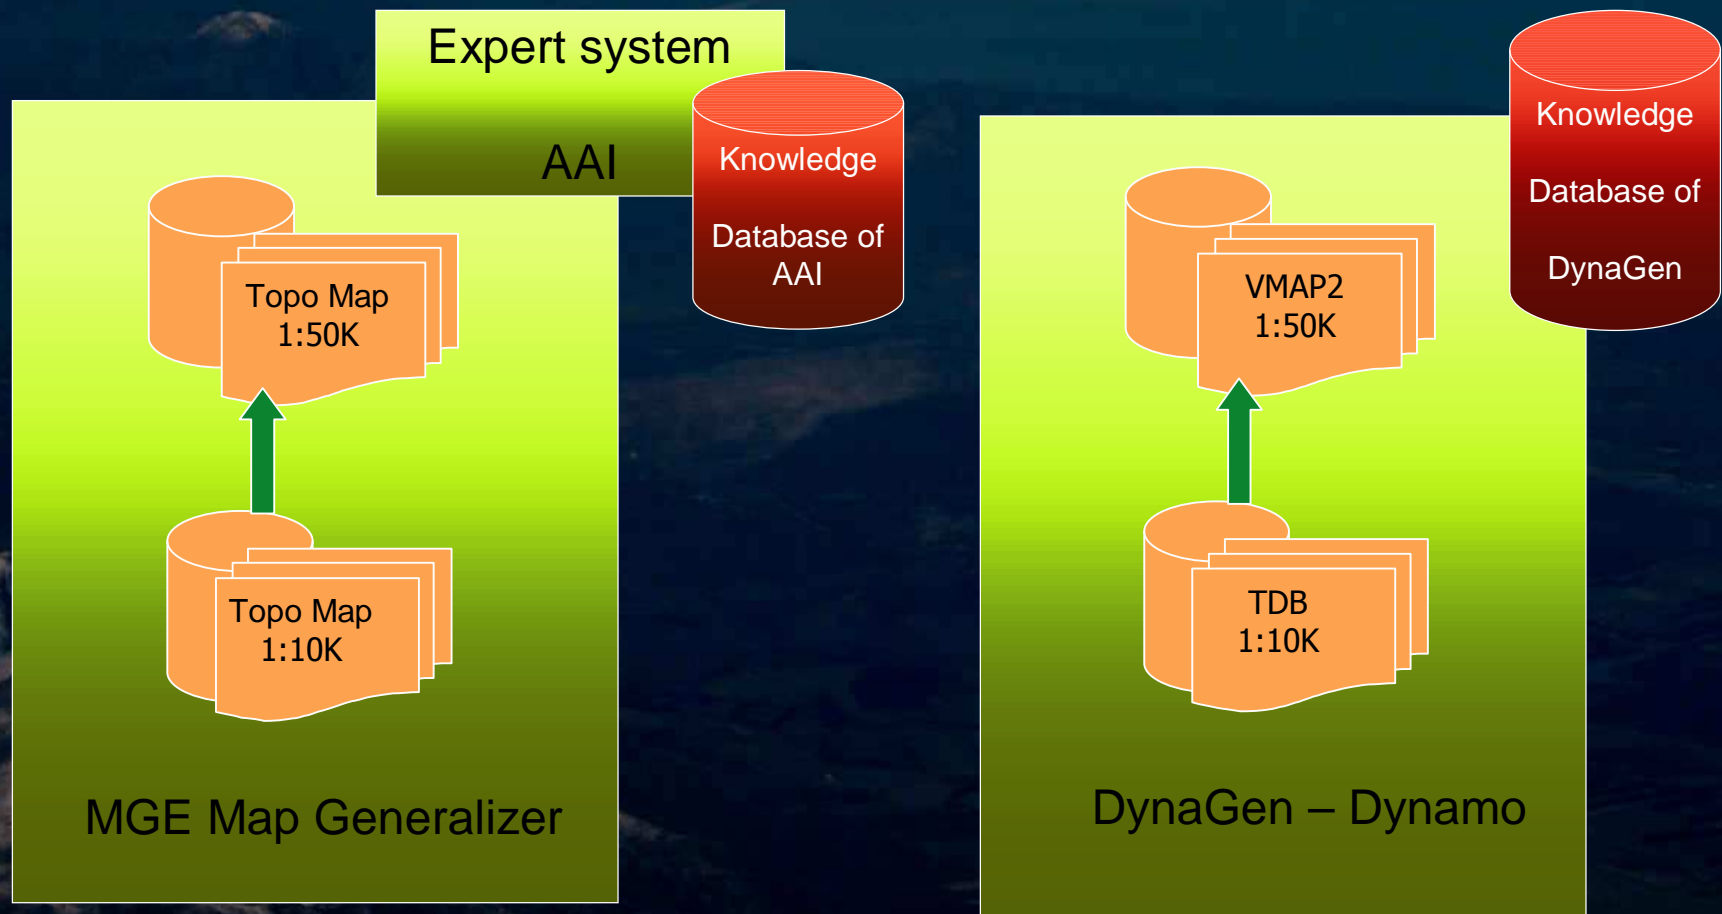 Expert system
AAI
Knowledge
Database of
AAI
Topo Map
1:50K
Topo Map
1:10K
MGE Map Generalizer
Knowledge
Database of
DynaGen
VMAP2
1:50K
TDB
1:10K
DynaGen – Dynamo